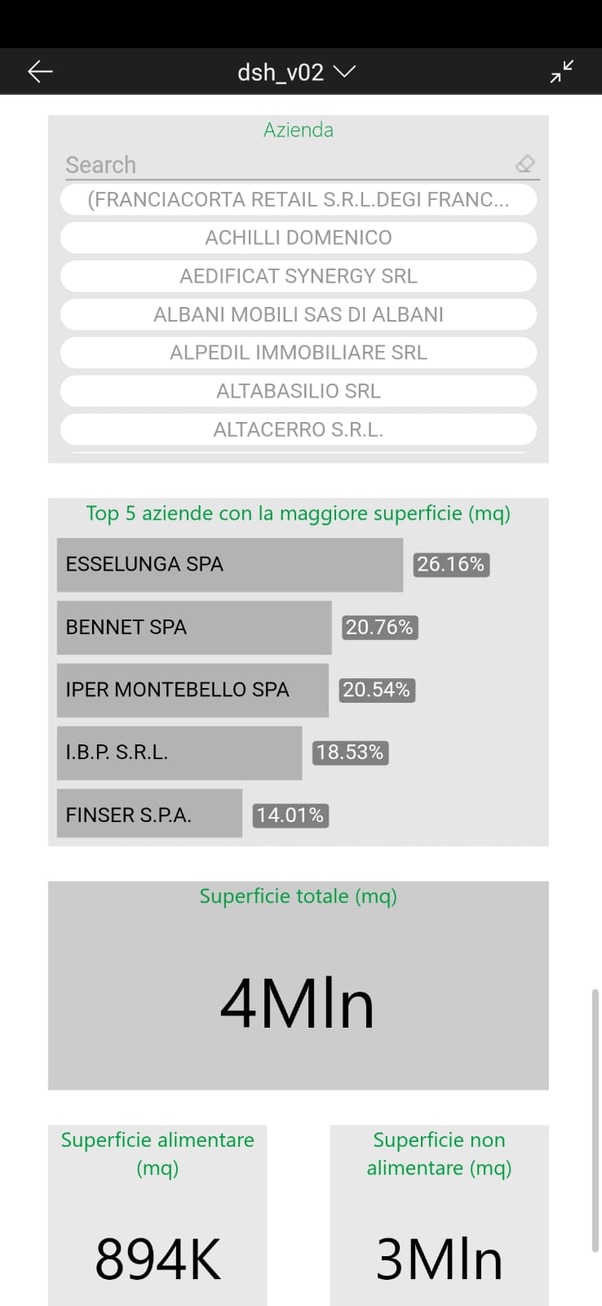 dsh_v02
Azienda
Search
(FRANCIACORTA RETAIL S.R.L.DEGI FRANC...
ACHILLI DOMENICO
AEDIFICAT SYNERGY SRL
ALBANI MOBILI SAS DI ALBANI
ALPEDIL IMMOBILIARE SRL
ALTABASILIO SRL
ALTACERRO S.R.L.
Top 5 aziende con la maggiore superficie (mq)
ESSELUNGA SPA 26.16%
BENNET SPA 20.76%
IPER MONTEBELLO SPA 20.54%
I.B.P. S.R.L. 18.53%
FINSER S.P.A. 14.01%
Superficie totale (mq)
4Mln
Superficie alimentare
(mq)
894K
Superficie non
alimentare (mq)
3Mln